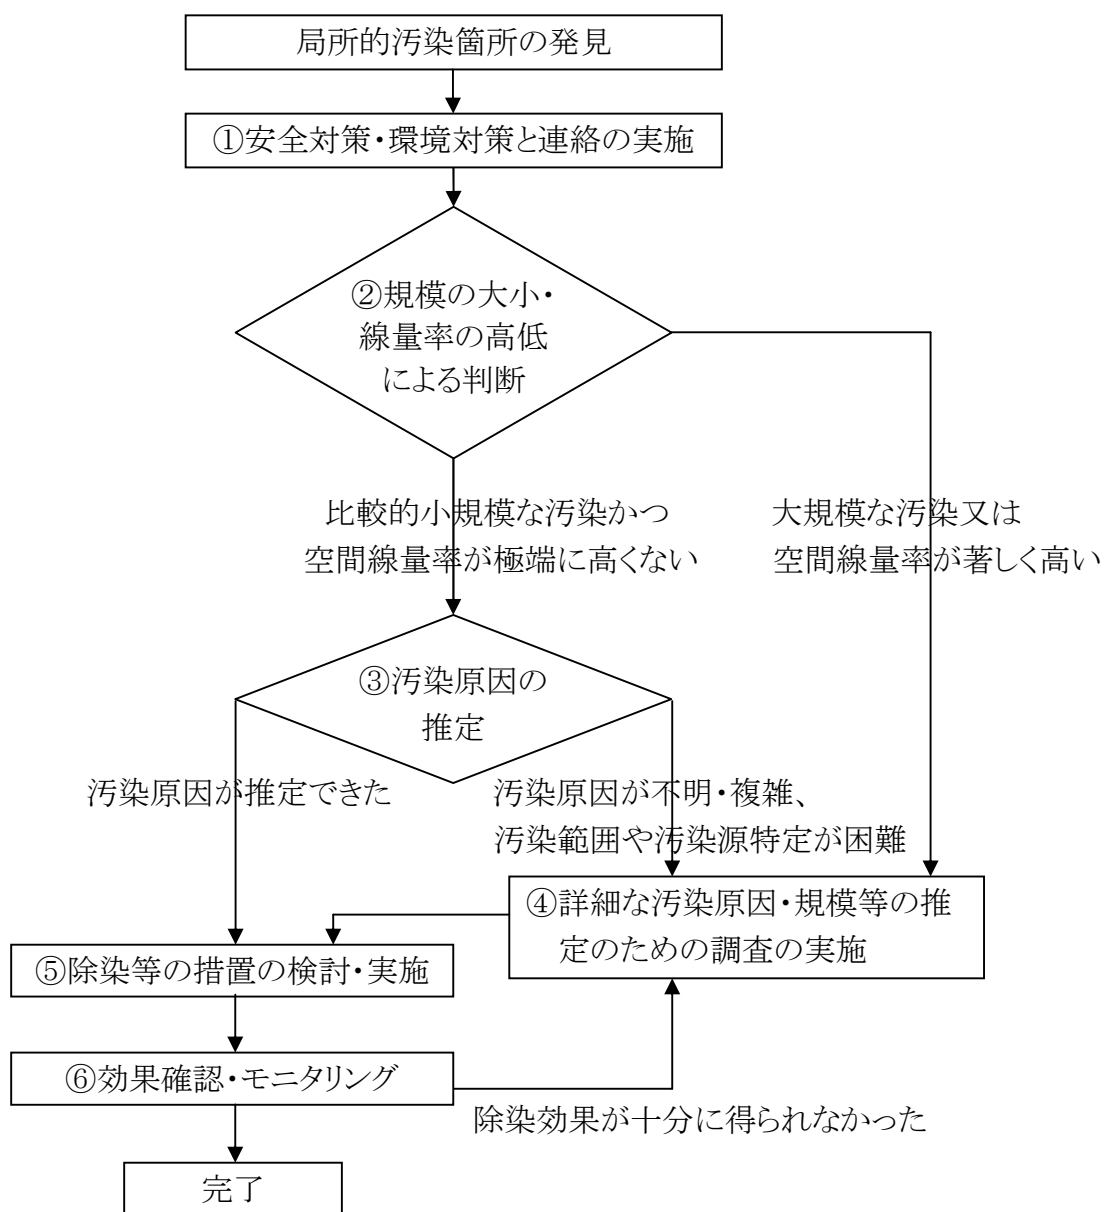 局所的汚染箇所の発見
①安全対策・環境対策と連絡の実施
②規模の大小・
線量率の高低
による判断
比較的小規模な汚染かつ
空間線量率が極端に高くない
大規模な汚染又は
空間線量率が著しく高い
③汚染原因の
推定
汚染原因が推定できた
汚染原因が不明・複雑、
汚染範囲や汚染源特定が困難
④詳細な汚染原因・規模等の推
定のための調査の実施
⑤除染等の措置の検討・実施
⑥効果確認・モニタリング
除染効果が十分に得られなかった
完了